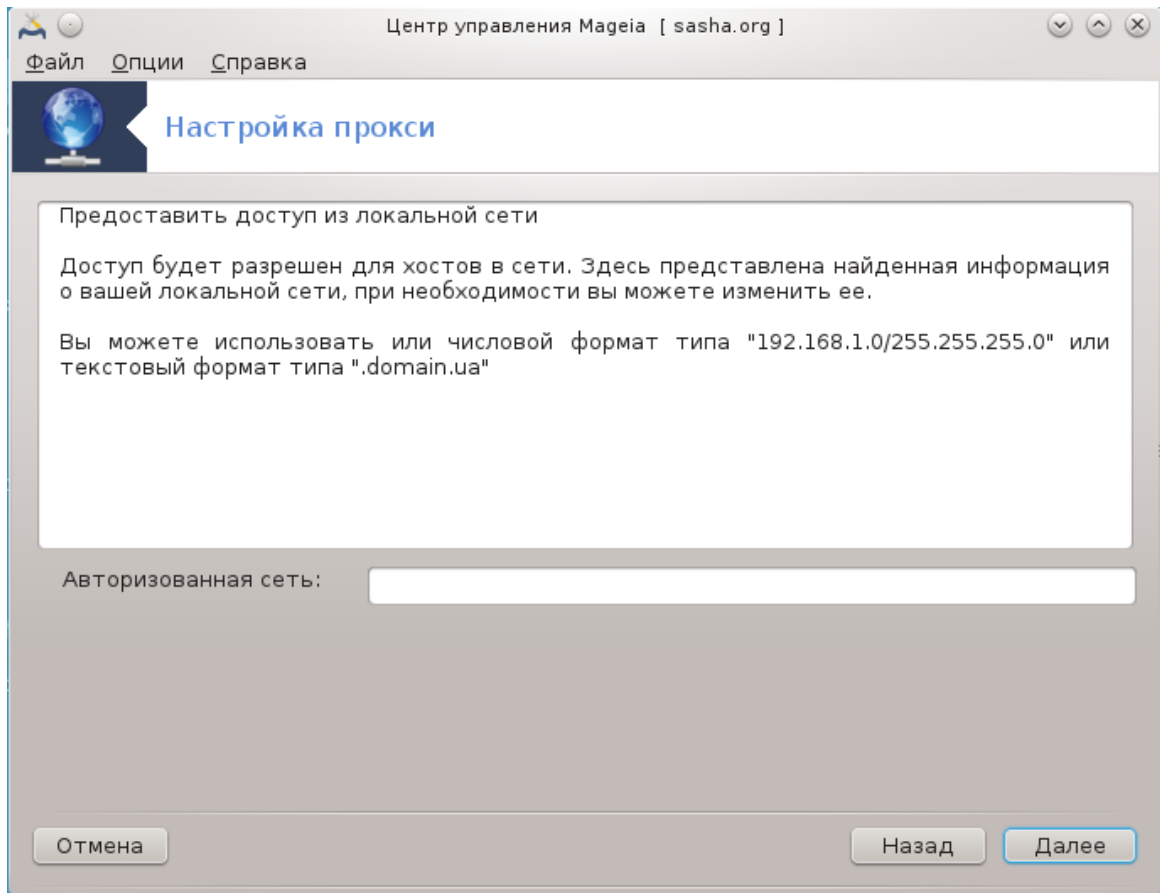 Центр управления Mageia [ sasha.org ]
Файл Опции Справка
Настройка прокси
Предоставить доступ из локальной сети
Доступ будет разрешен для хостов в сети. Здесь представлена найденная информация
о вашей локальной сети, при необходимости вы можете изменить ее.
Вы можете использовать или числовой формат типа "192.168.1.0/255.255.255.0" или
текстовый формат типа ".domain.ua"
Авторизованная сеть:
Отмена Назад Далее